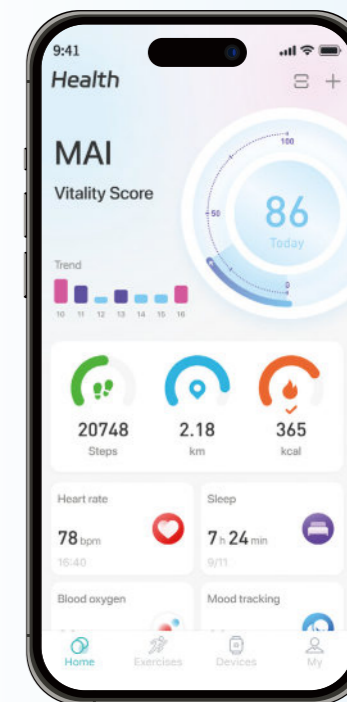 9:41
Health
MAI
Vitality Score
100
50
0
86
Today
Trend
10 11 12 13 14 15 16
20748 2.18 365
Steps km kcal
Heart rate
78 bpm
16:40
Sleep
7 h 24 min
9/11
Blood oxygen
Mood tracking
Home Exercises Devices My